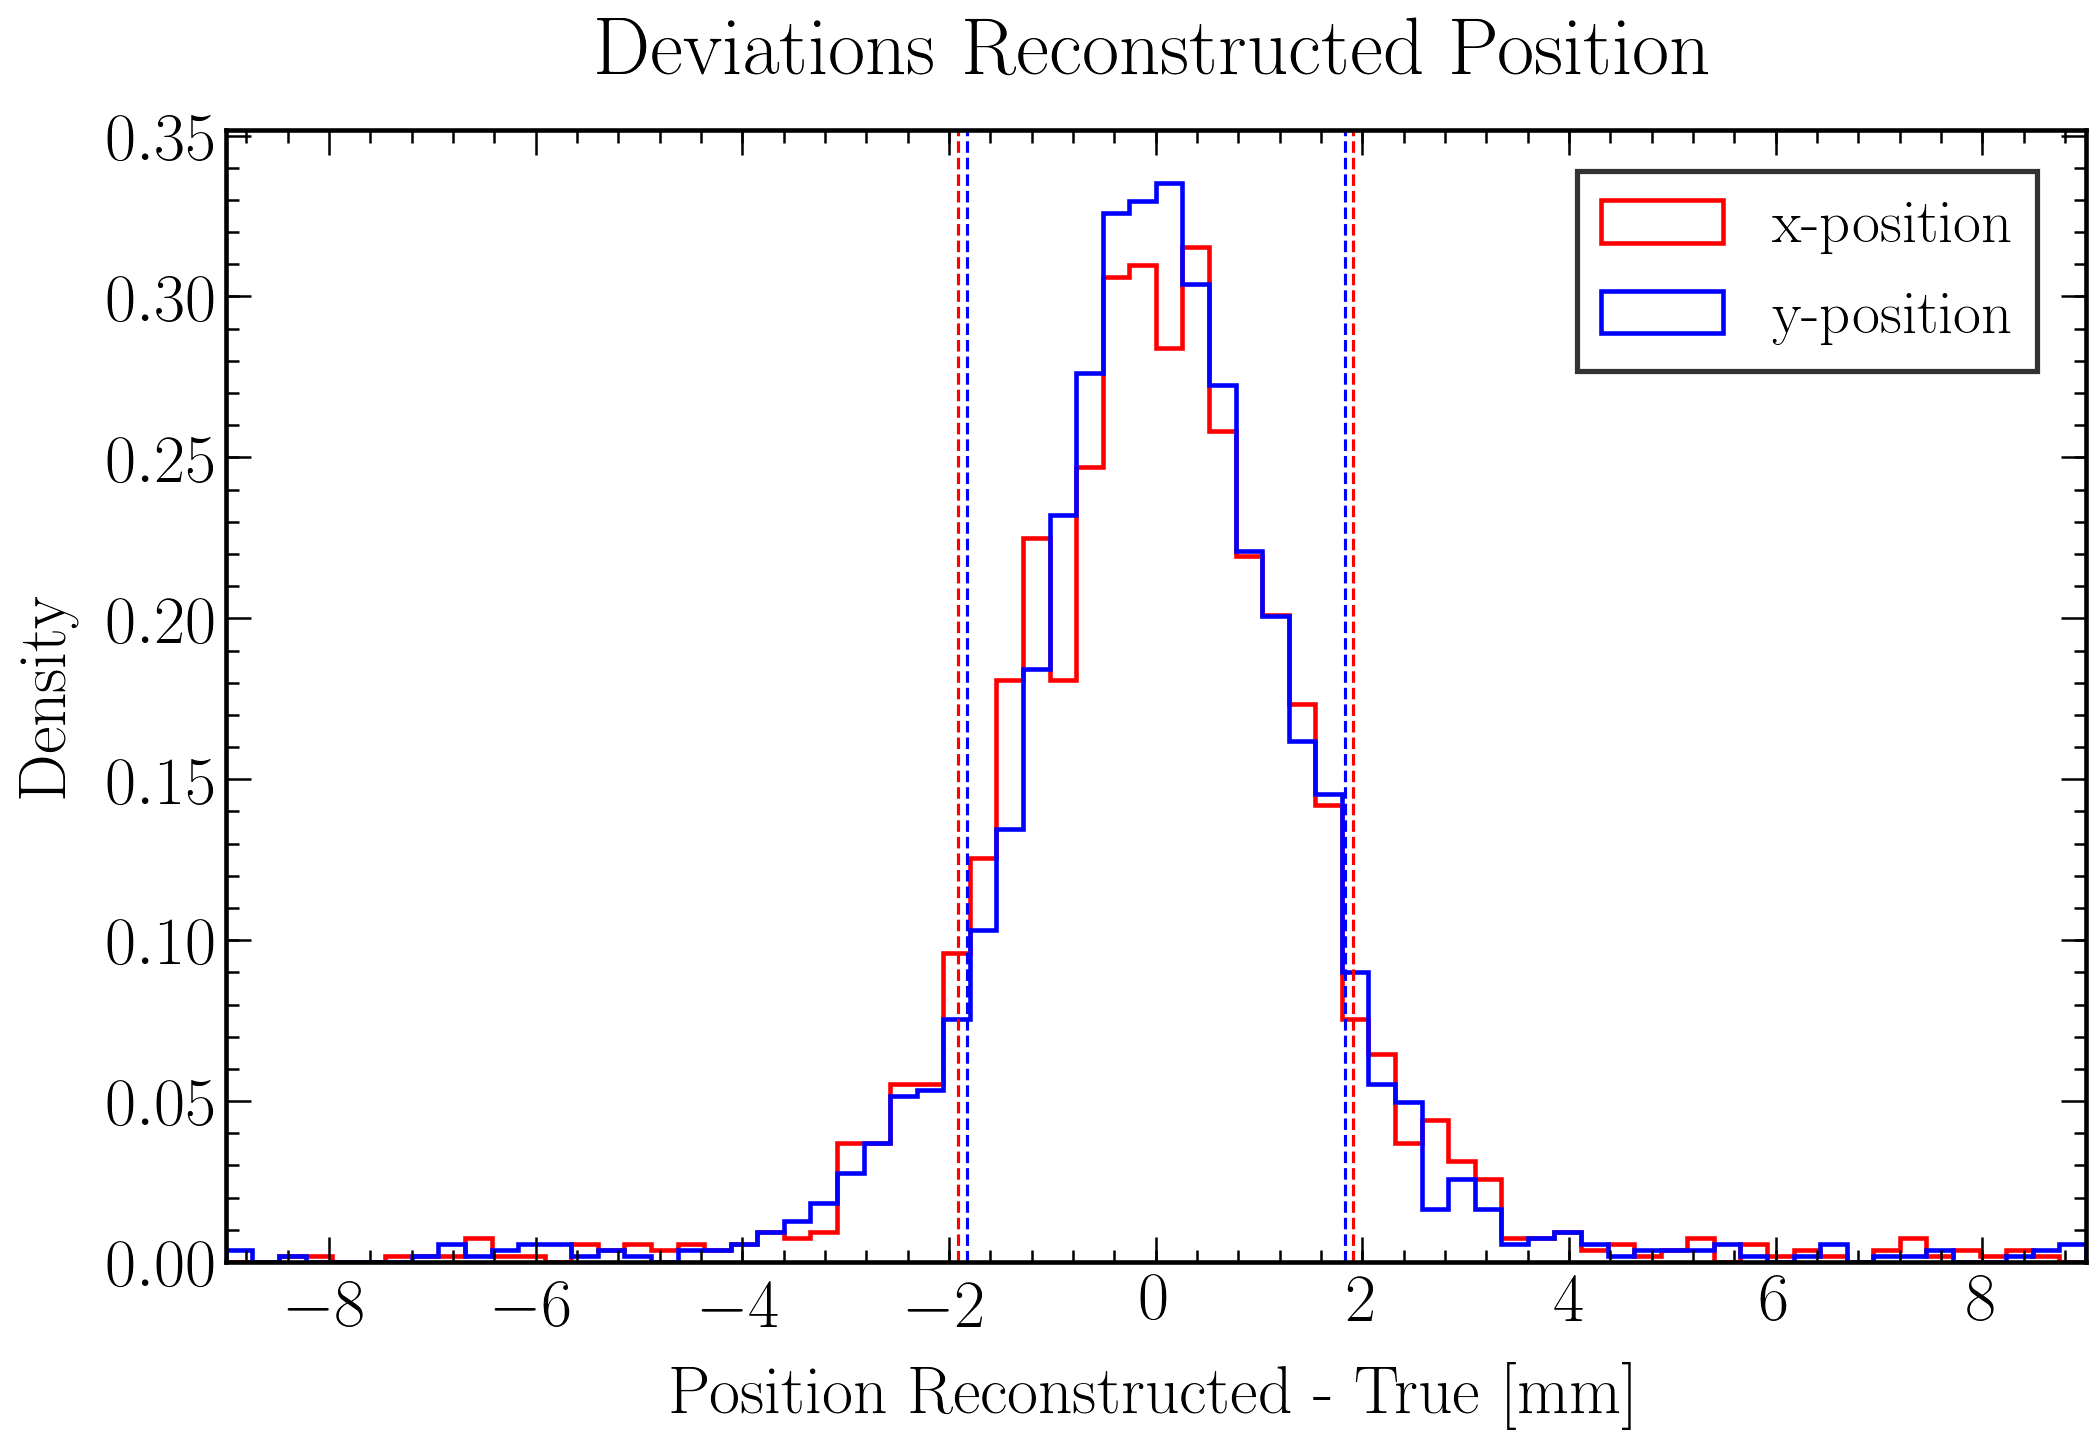 Deviations Reconstructed Position
0.35
0.30
0.25
0.20
0.15
0.10
0.05
0.00
Density
x-position
y-position
−8 −6 −4 −2 0 2 4 6 8
Position Reconstructed - True [mm]